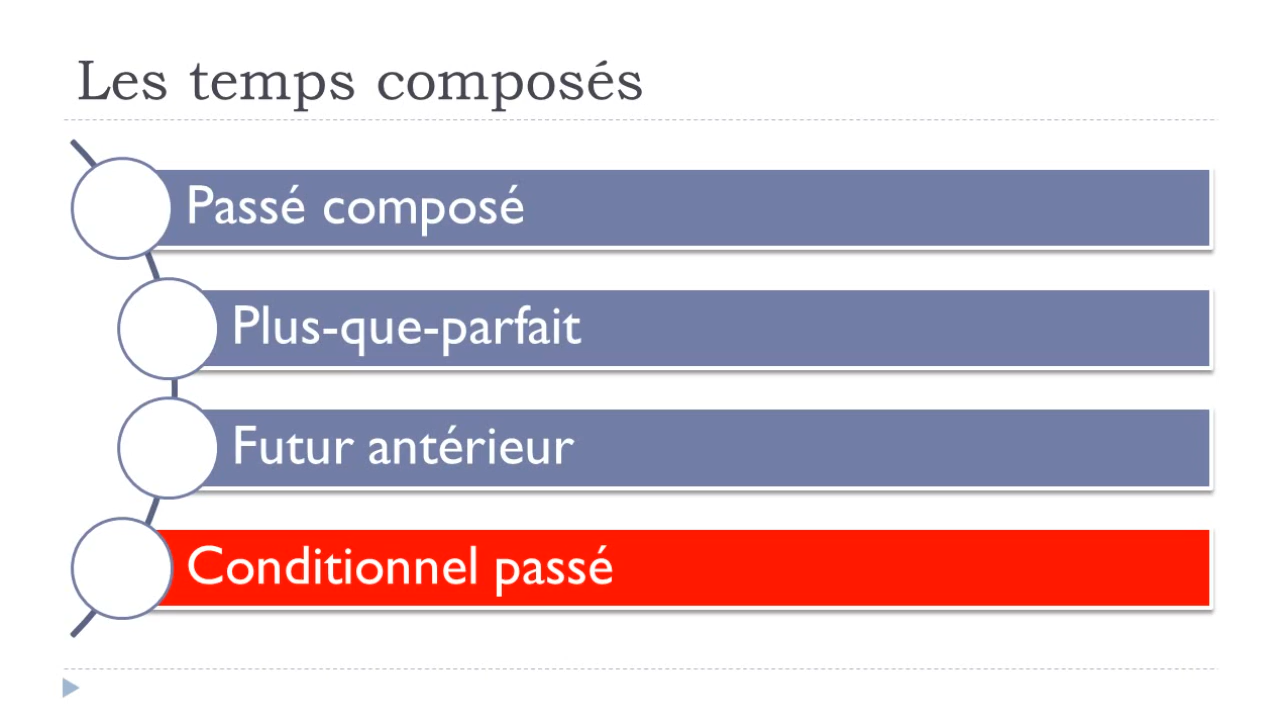 Les temps composés
Passé composé
Plus-que-parfait
Futur antérieur
Conditionnel passé